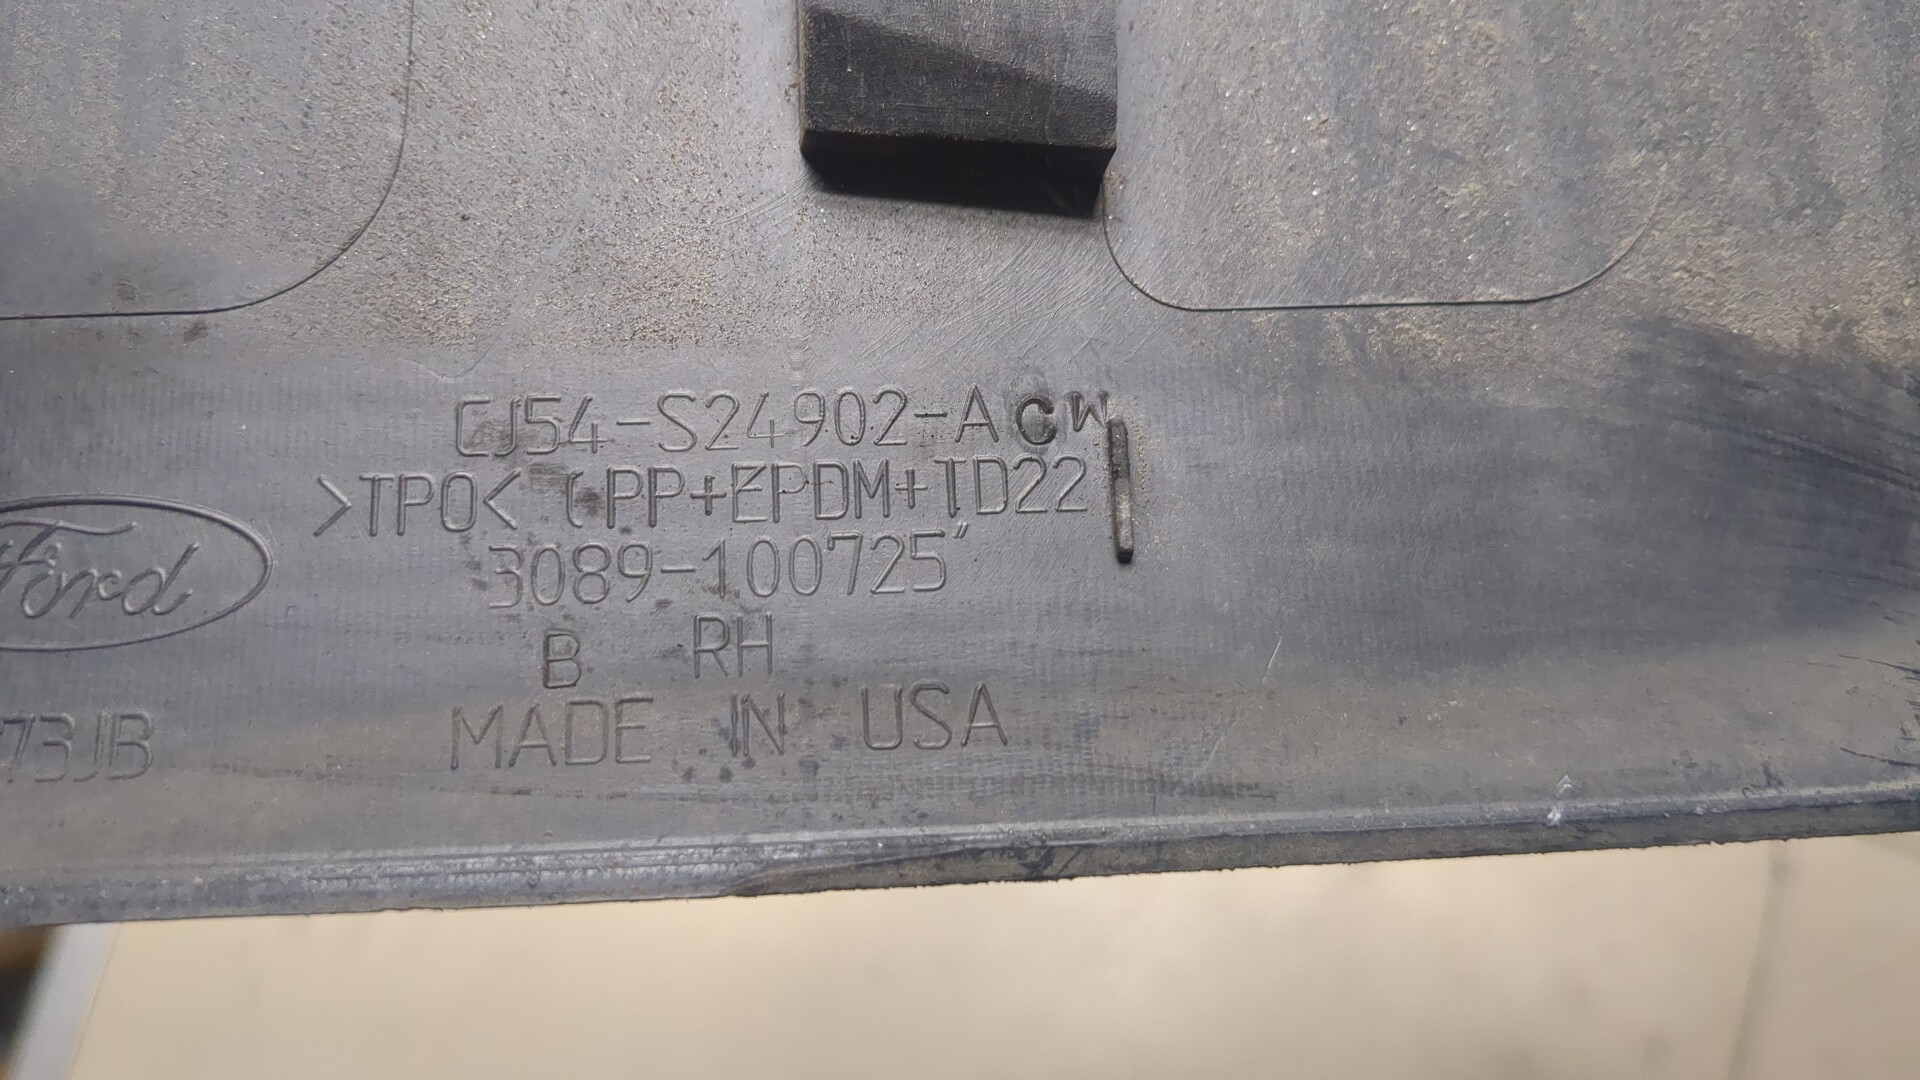 CJ54-S24902-ACW
>TPO< (PP+EPDM+TD22
3089-100725"
Ford
B RH
73JB
MADE IN USA